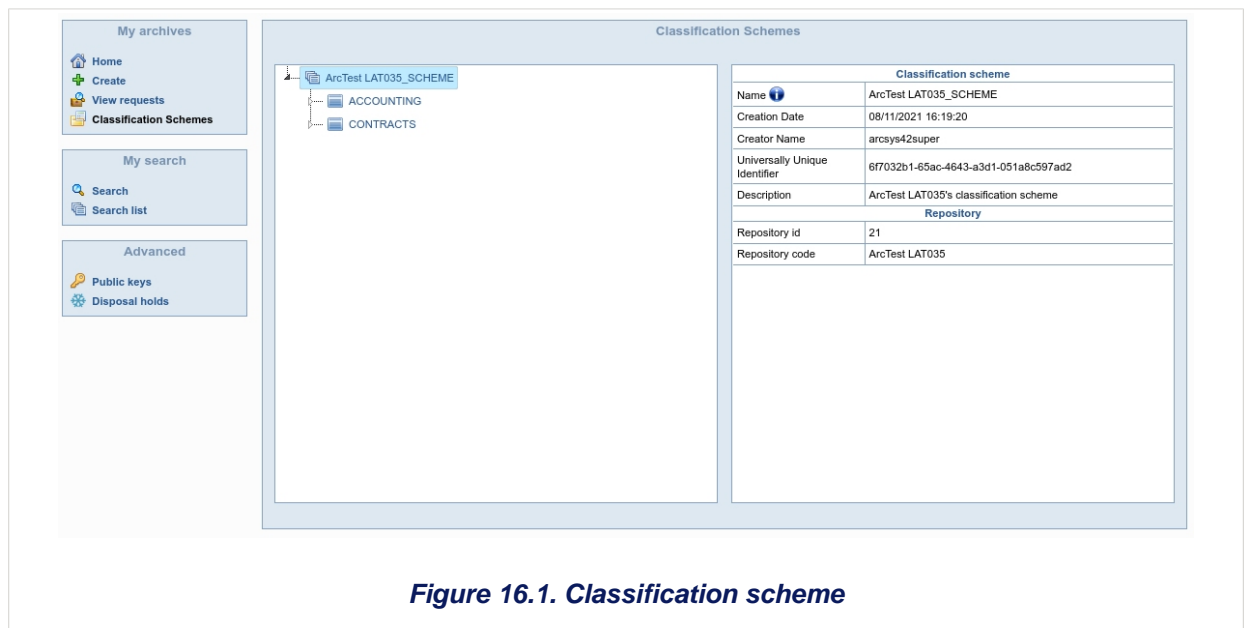 My archives
Home
Create
View requests
Classification Schemes
My search
Search
Search list
Advanced
Public keys
Disposal holds
Classification Schemes
ArcTest LAT035_SCHEME
ACCOUNTING
CONTRACTS
Classification scheme
Name ArcTest LAT035_SCHEME
Creation Date 08/11/2021 16:19:20
Creator Name arcsys42super
Universally Unique
Identifier 6f7032b1-65ac-4643-a3d1-051a8c597ad2
Description ArcTest LAT035's classification scheme
Repository
Repository id 21
Repository code ArcTest LAT035
Figure 16.1. Classification scheme